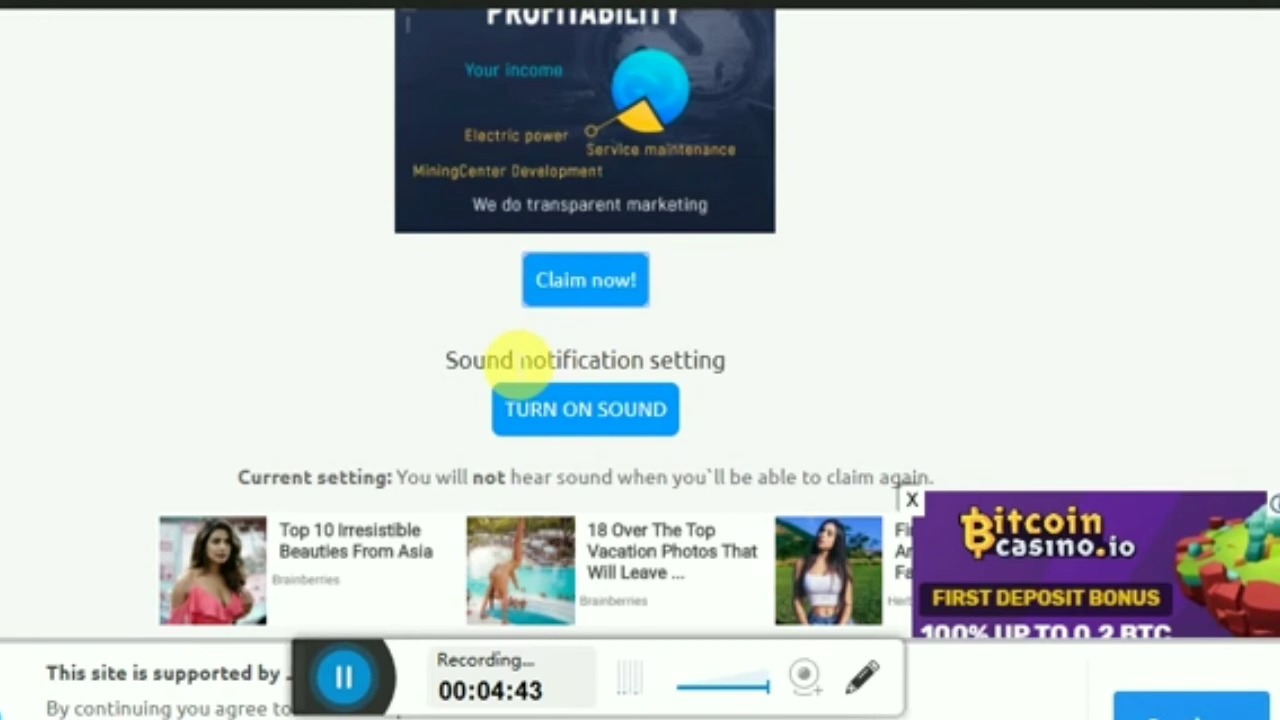 PROFITABILITY
Your income
Electric power
Service maintenance
MiningCenter Development
We do transparent marketing
Claim now!
Sound notification setting
TURN ON SOUND
Current setting: You will not hear sound when you`ll be able to claim again.
Top 10 Irresistible
Beauties From Asia
Brainberries
18 Over The Top
Vacation Photos That
Will Leave ...
Brainberries
X
Bitcoin
casino.io
FIRST DEPOSIT BONUS
100% UP TO 0.2 BTC
This site is supported by
By continuing you agree to
Recording...
00:04:43